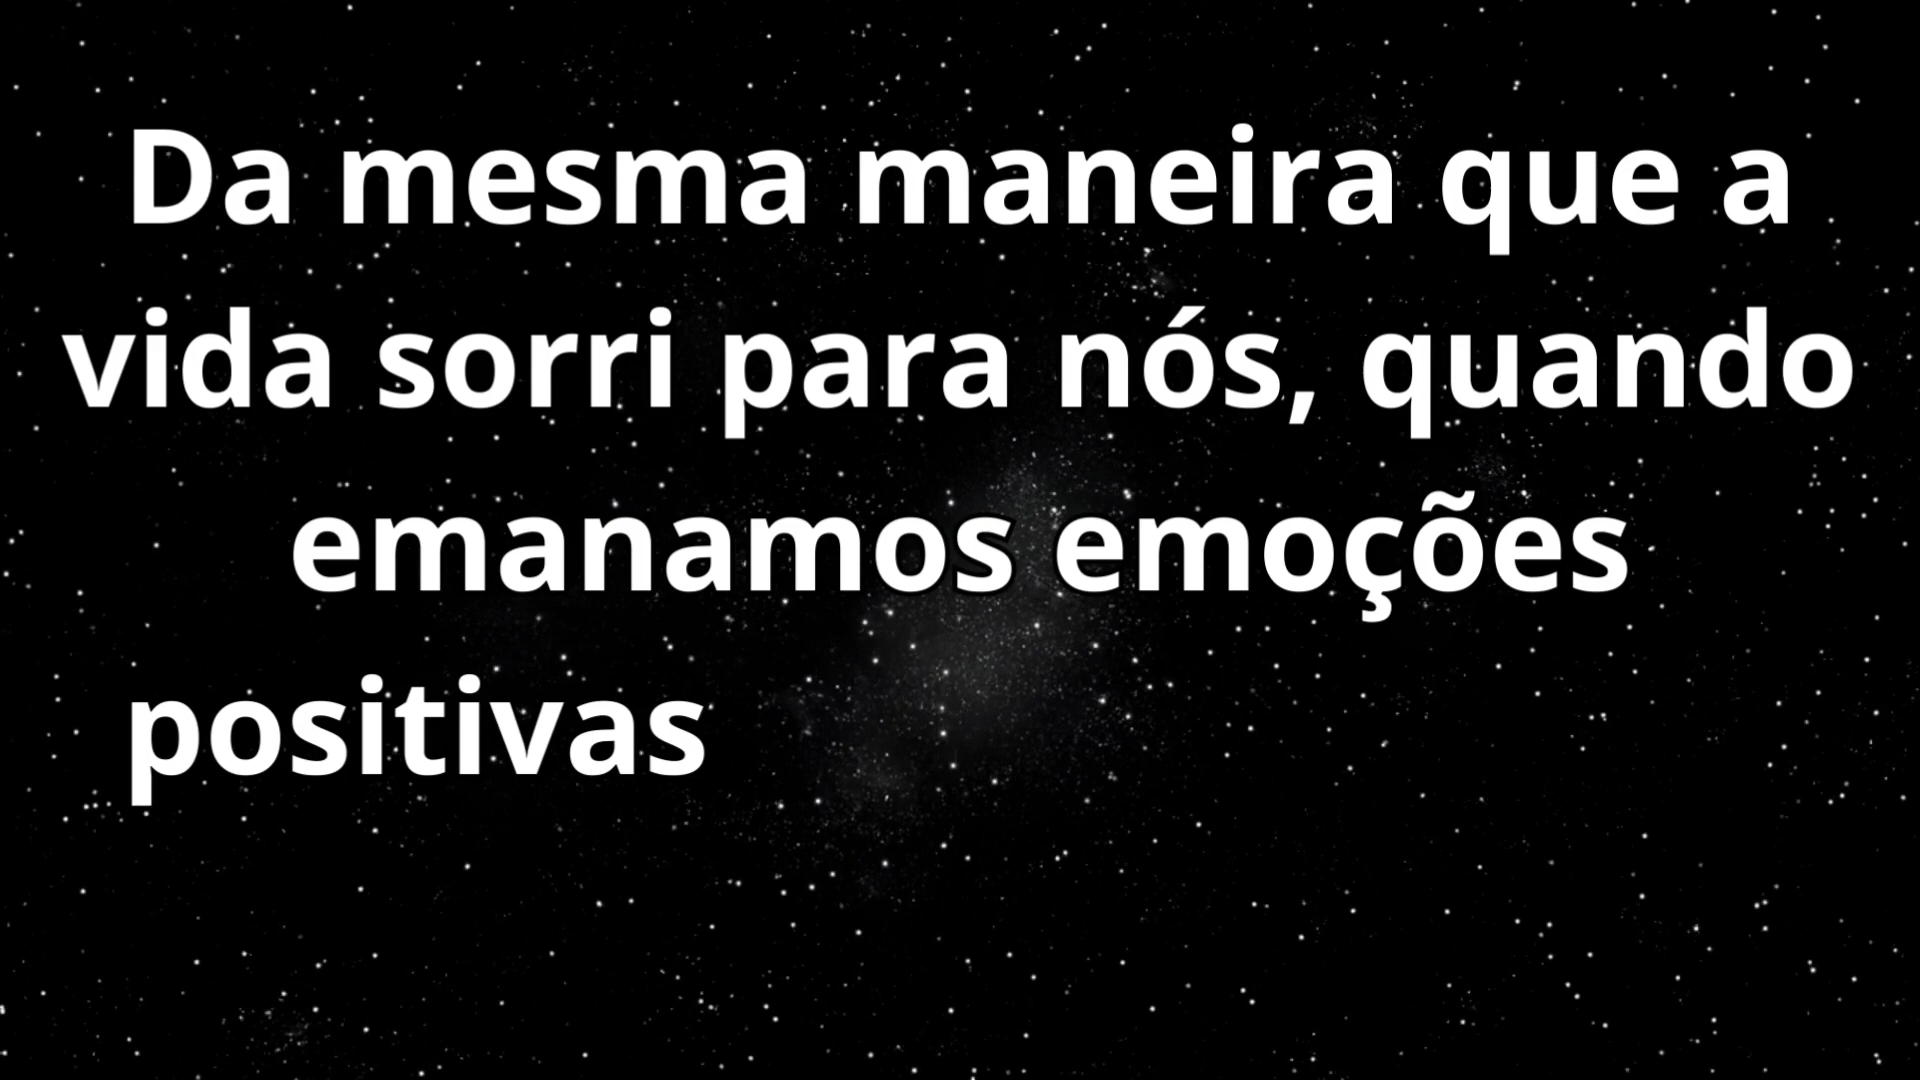 Da mesma maneira que a
vida sorri para nós, quando
emanamos emoções
positivas